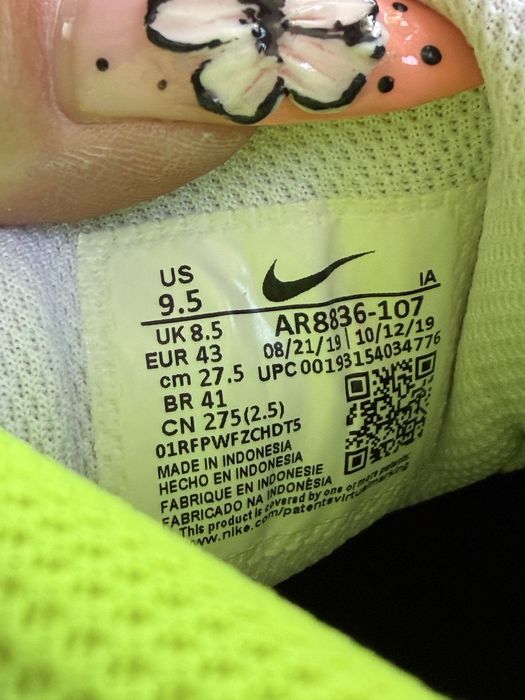 US
9.5
IA
UK 8.5
AR8836-107
EUR 43
08/21/19 | 10/12/19
cm 27.5
UPC 00193154034776
BR 41
CN 275(2.5)
01RFPWFZCHDT5
MADE IN INDONESIA
HECHO EN INDONESIA
FABRIQUE EN INDONESIE
FABRICADO NA INDONÉSIA
This product is covered by one or more patents.
www.nike.com/patentsvirtualmarking